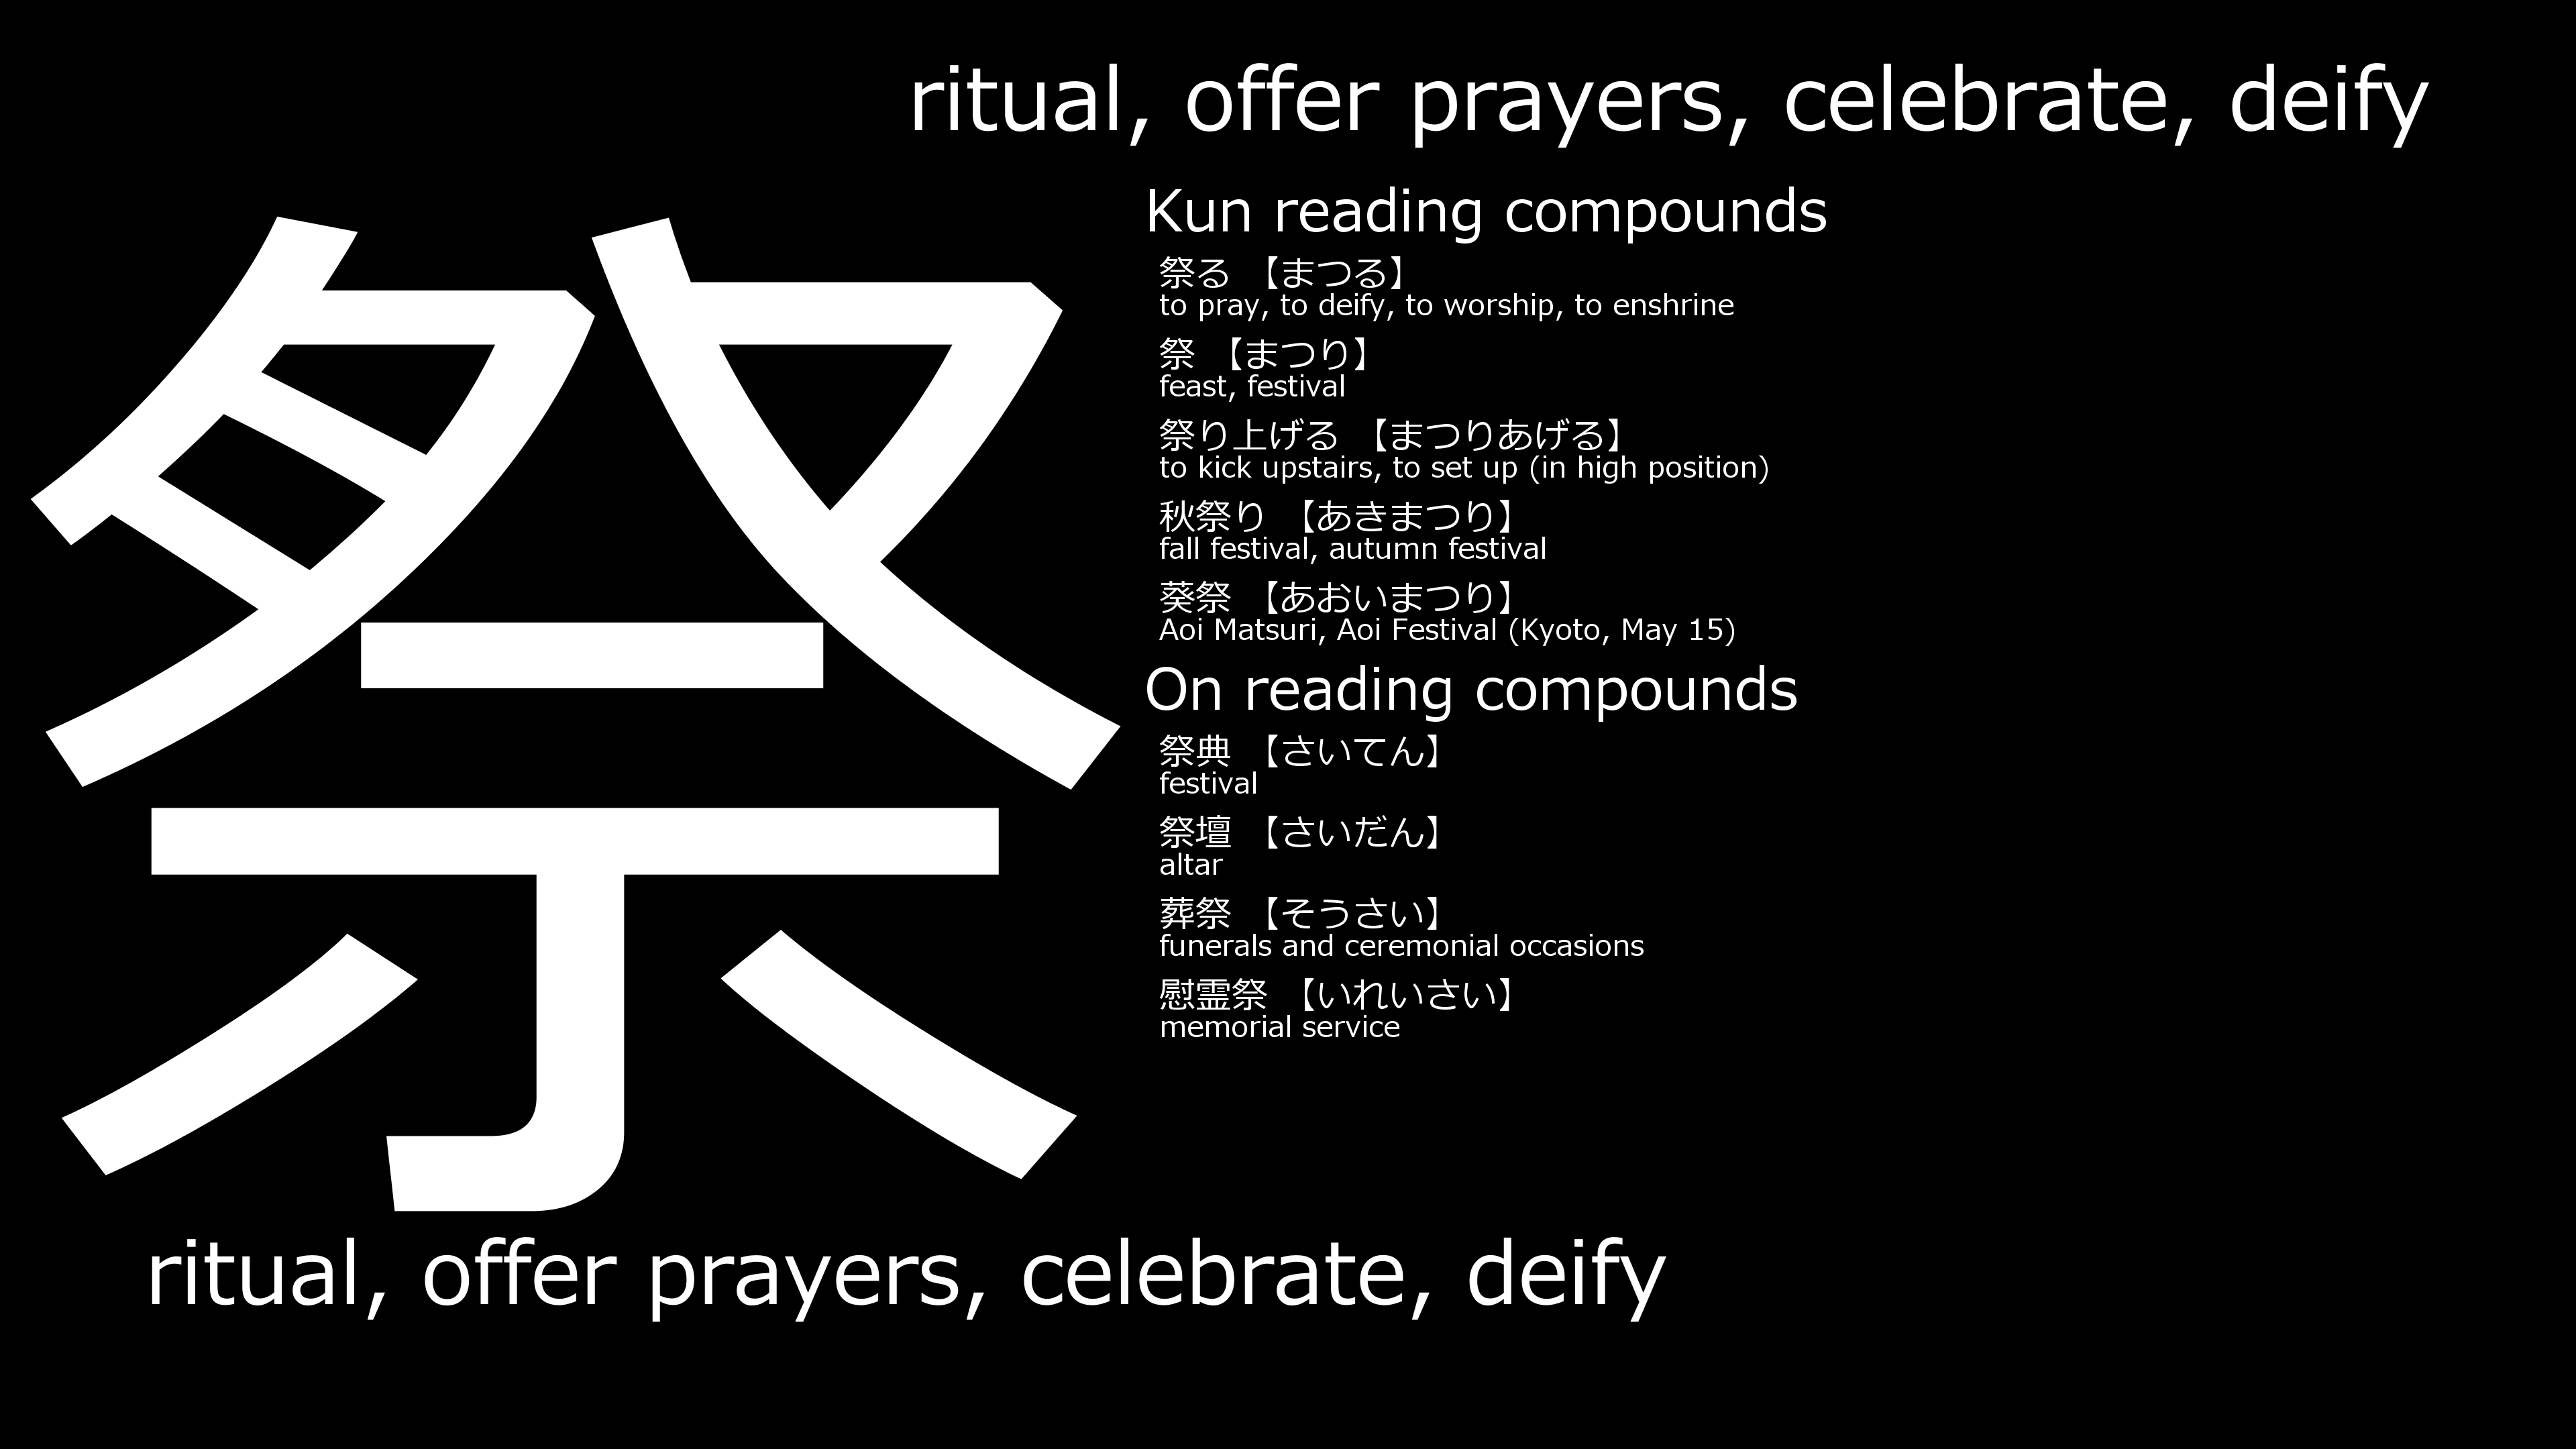 ritual, offer prayers, celebrate, deify
祭
Kun reading compounds
祭る 【まつる】
to pray, to deify, to worship, to enshrine
祭 【まつり】
feast, festival
祭り上げる 【まつりあげる】
to kick upstairs, to set up (in high position)
秋祭り 【あきまつり】
fall festival, autumn festival
葵祭 【あおいまつり】
Aoi Matsuri, Aoi Festival (Kyoto, May 15)
On reading compounds
祭典 【さいてん】
festival
祭壇 【さいだん】
altar
葬祭 【そうさい】
funerals and ceremonial occasions
慰霊祭 【いれいさい】
memorial service
ritual, offer prayers, celebrate, deify